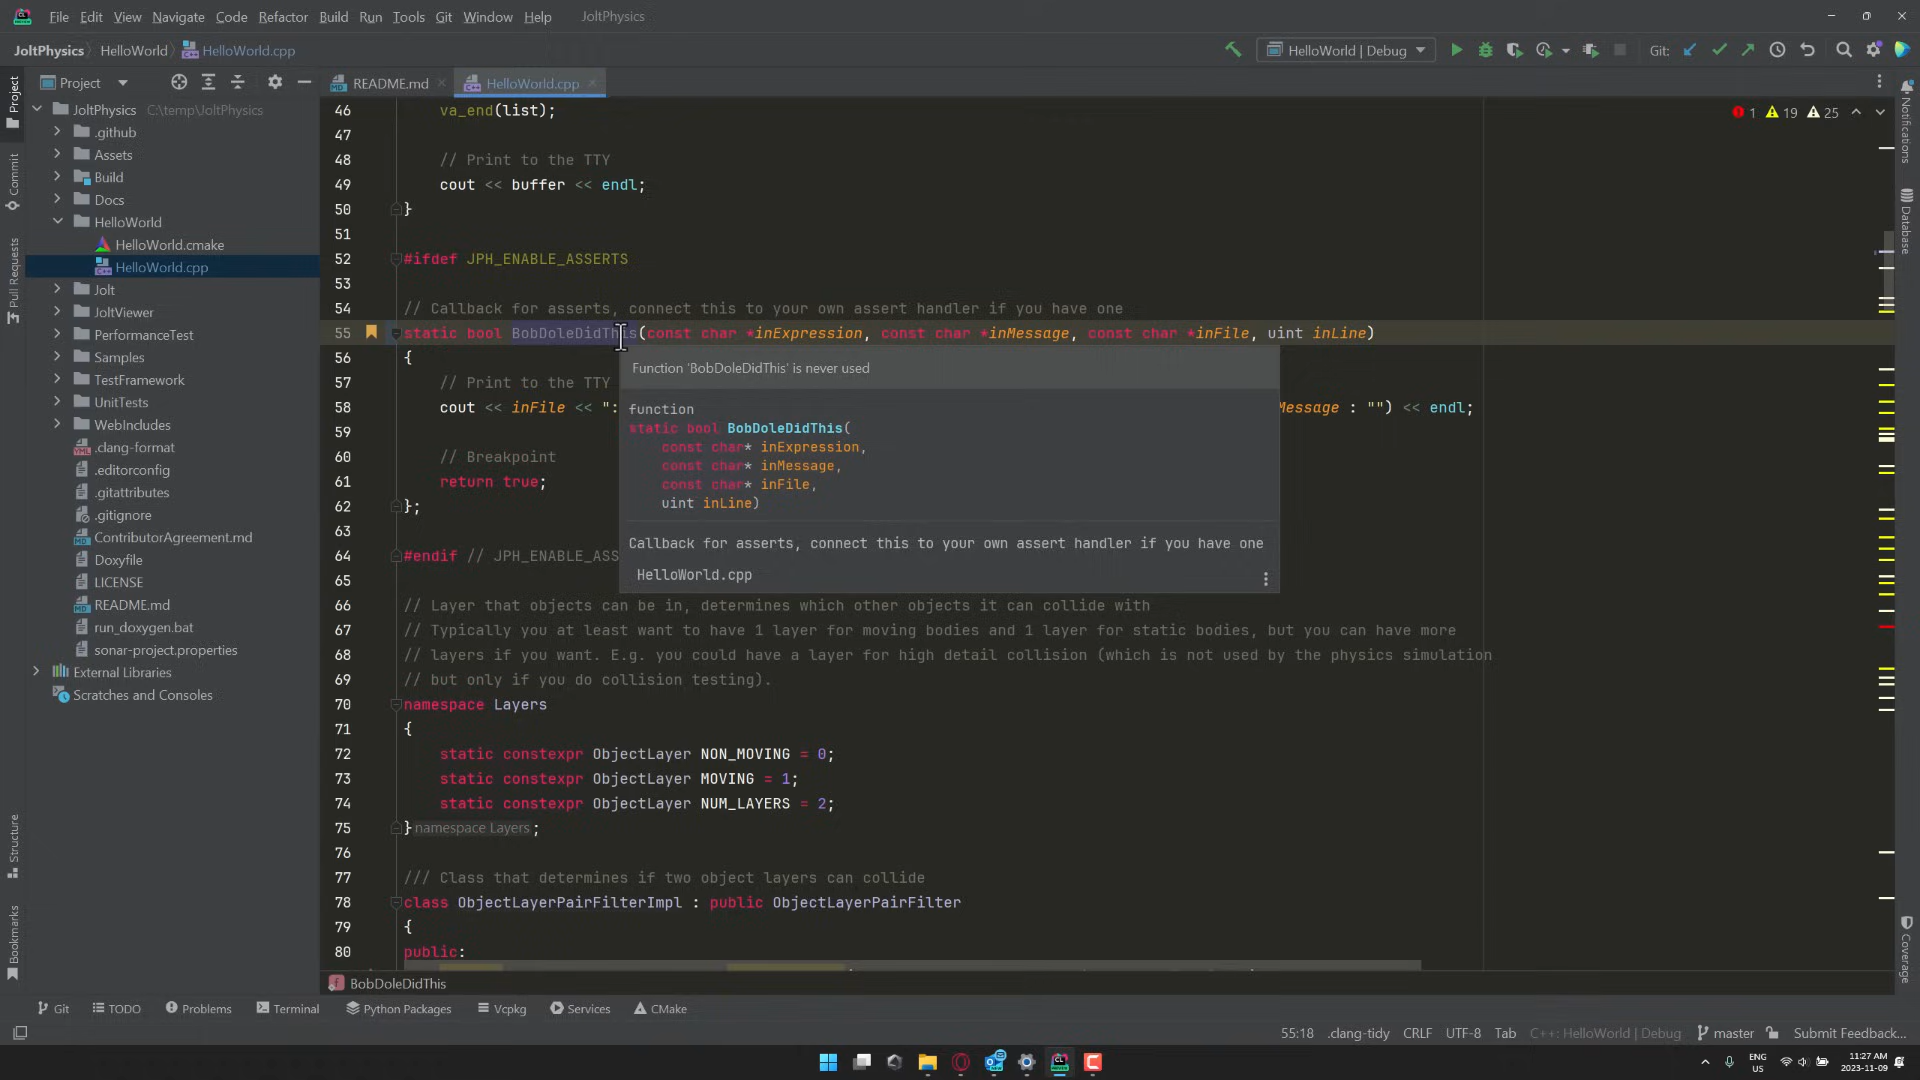 File Edit View Navigate Code Refactor Build Run Tools Git Window Help JoltPhysics
JoltPhysics HelloWorld HelloWorld.cpp HelloWorld | Debug Git:
Project README.md HelloWorld.cpp
1 19 25
JoltPhysics C:\temp\JoltPhysics
.github
Assets
Build
Docs
HelloWorld
HelloWorld.cmake
HelloWorld.cpp
Jolt
JoltViewer
PerformanceTest
Samples
TestFramework
UnitTests
WebIncludes
.clang-format
.editorconfig
.gitattributes
.gitignore
ContributorAgreement.md
Doxyfile
LICENSE
README.md
run_doxygen.bat
sonar-project.properties
External Libraries
Scratches and Consoles
Project
Commit
Pull Requests
Structure
Bookmarks
46 va_end(list);
47
48 // Print to the TTY
49 cout << buffer << endl;
50 }
51
52 #ifdef JPH_ENABLE_ASSERTS
53
54 // Callback for asserts, connect this to your own assert handler if you have one
55 static bool BobDoleDidThis(const char *inExpression, const char *inMessage, const char *inFile, uint inLine)
56 {
57 // Print to the TTY
58 cout << inFile << ": Message : "") << endl;
59
60 // Breakpoint
61 return true;
62 };
63
64 #endif // JPH_ENABLE_ASS
65
66 // Layer that objects can be in, determines which other objects it can collide with
67 // Typically you at least want to have 1 layer for moving bodies and 1 layer for static bodies, but you can have more
68 // layers if you want. E.g. you could have a layer for high detail collision (which is not used by the physics simulation
69 // but only if you do collision testing).
70 namespace Layers
71 {
72 static constexpr ObjectLayer NON_MOVING = 0;
73 static constexpr ObjectLayer MOVING = 1;
74 static constexpr ObjectLayer NUM_LAYERS = 2;
75 } namespace Layers ;
76
77 /// Class that determines if two object layers can collide
78 class ObjectLayerPairFilterImpl : public ObjectLayerPairFilter
79 {
80 public:
Function 'BobDoleDidThis' is never used
function
static bool BobDoleDidThis(
const char* inExpression,
const char* inMessage,
const char* inFile,
uint inLine)
Callback for asserts, connect this to your own assert handler if you have one
HelloWorld.cpp
Notifications
Database
Coverage
BobDoleDidThis
Git TODO Problems Terminal Python Packages Vcpkg Services CMake
55:18 .clang-tidy CRLF UTF-8 Tab C++: HelloWorld | Debug master Submit Feedback...
ENG
US
11:27 AM
2023-11-09